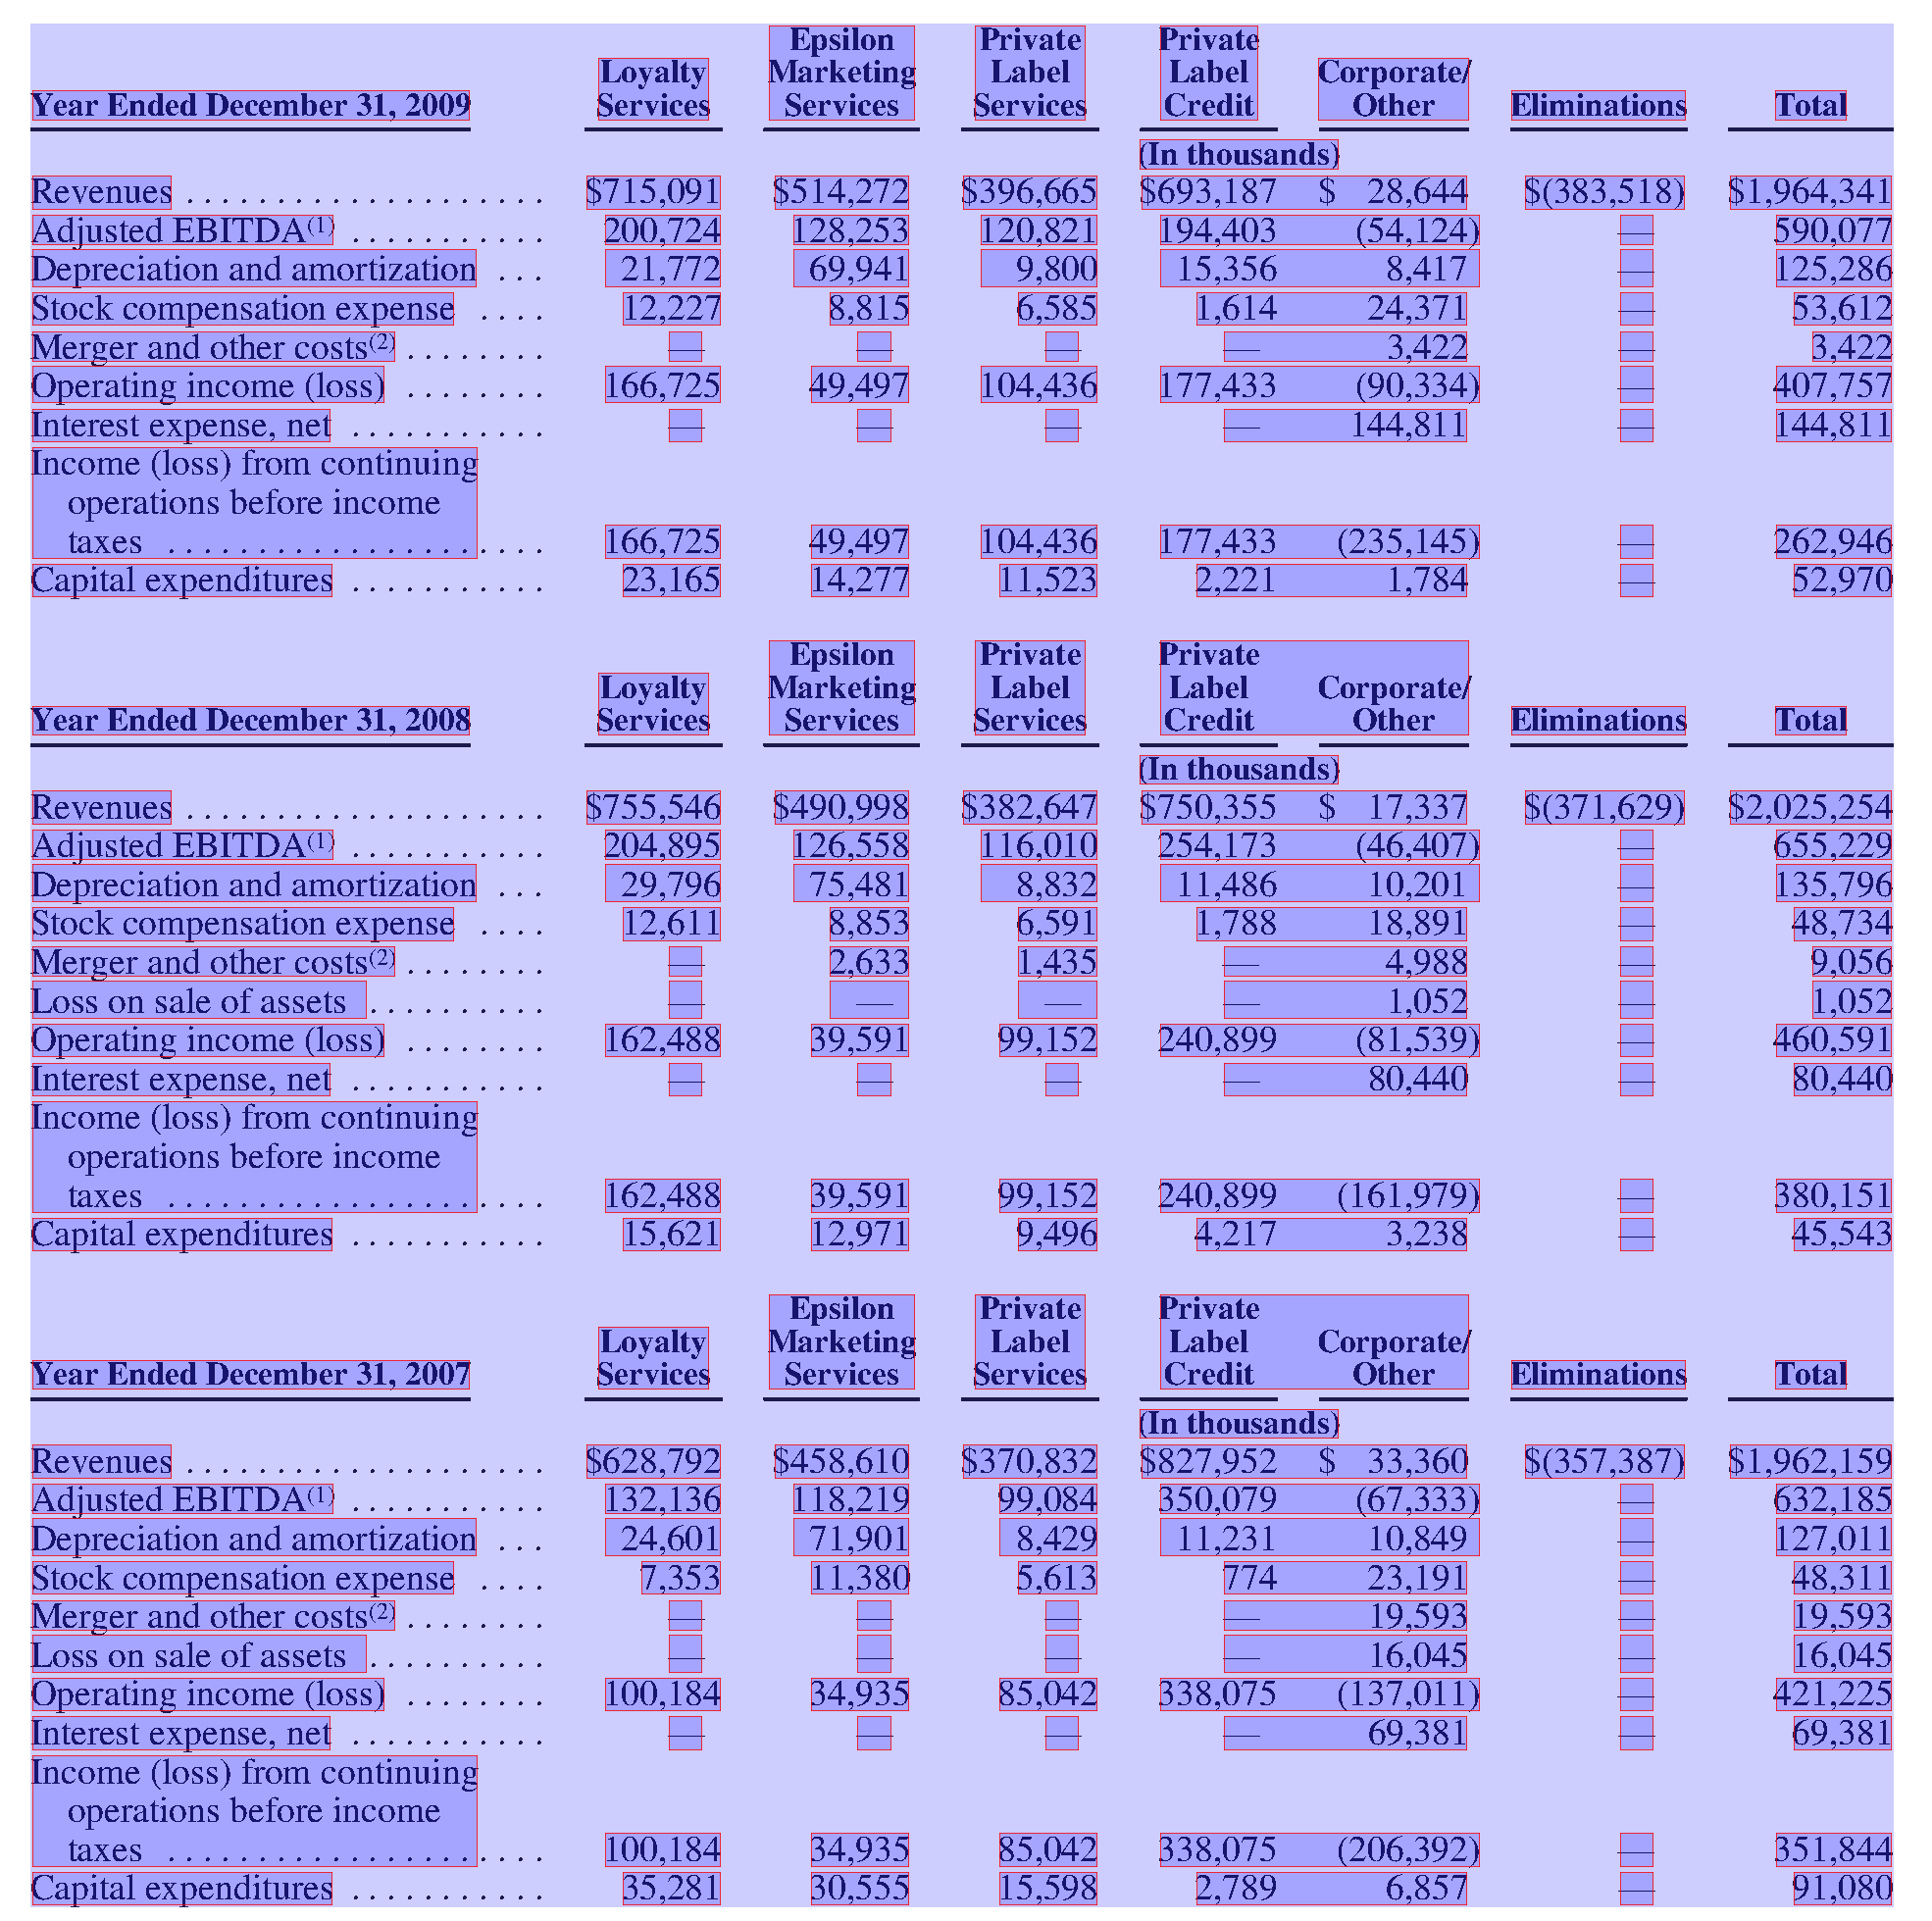 Epsilon Private Private
Loyalty Marketing Label Label Corporate/
Year Ended December 31, 2009 Services Services Services Credit Other Eliminations Total
(In thousands)
Revenues . . . . . . . . . . . . . . . . . . . . $715,091 $514,272 $396,665 $693,187 $ 28,644 $(383,518) $1,964,341
Adjusted EBITDA(1) . . . . . . . . . . . 200,724 128,253 120,821 194,403 (54,124) — 590,077
Depreciation and amortization . . . 21,772 69,941 9,800 15,356 8,417 — 125,286
Stock compensation expense . . . . 12,227 8,815 6,585 1,614 24,371 — 53,612
Merger and other costs(2) . . . . . . . . — — — — 3,422 — 3,422
Operating income (loss) . . . . . . . . 166,725 49,497 104,436 177,433 (90,334) — 407,757
Interest expense, net . . . . . . . . . . . — — — — 144,811 — 144,811
Income (loss) from continuing
operations before income
taxes . . . . . . . . . . . . . . . . . . . . . 166,725 49,497 104,436 177,433 (235,145) — 262,946
Capital expenditures . . . . . . . . . . . 23,165 14,277 11,523 2,221 1,784 — 52,970
Epsilon Private Private
Loyalty Marketing Label Label Corporate/
Year Ended December 31, 2008 Services Services Services Credit Other Eliminations Total
(In thousands)
Revenues . . . . . . . . . . . . . . . . . . . . $755,546 $490,998 $382,647 $750,355 $ 17,337 $(371,629) $2,025,254
Adjusted EBITDA(1) . . . . . . . . . . . 204,895 126,558 116,010 254,173 (46,407) — 655,229
Depreciation and amortization . . . 29,796 75,481 8,832 11,486 10,201 — 135,796
Stock compensation expense . . . . 12,611 8,853 6,591 1,788 18,891 — 48,734
Merger and other costs(2) . . . . . . . . — 2,633 1,435 — 4,988 — 9,056
Loss on sale of assets . . . . . . . . . . — — — — 1,052 — 1,052
Operating income (loss) . . . . . . . . 162,488 39,591 99,152 240,899 (81,539) — 460,591
Interest expense, net . . . . . . . . . . . — — — — 80,440 — 80,440
Income (loss) from continuing
operations before income
taxes . . . . . . . . . . . . . . . . . . . . . 162,488 39,591 99,152 240,899 (161,979) — 380,151
Capital expenditures . . . . . . . . . . . 15,621 12,971 9,496 4,217 3,238 — 45,543
Epsilon Private Private
Loyalty Marketing Label Label Corporate/
Year Ended December 31, 2007 Services Services Services Credit Other Eliminations Total
(In thousands)
Revenues . . . . . . . . . . . . . . . . . . . . $628,792 $458,610 $370,832 $827,952 $ 33,360 $(357,387) $1,962,159
Adjusted EBITDA(1) . . . . . . . . . . . 132,136 118,219 99,084 350,079 (67,333) — 632,185
Depreciation and amortization . . . 24,601 71,901 8,429 11,231 10,849 — 127,011
Stock compensation expense . . . . 7,353 11,380 5,613 774 23,191 — 48,311
Merger and other costs(2) . . . . . . . . — — — — 19,593 — 19,593
Loss on sale of assets . . . . . . . . . . — — — — 16,045 — 16,045
Operating income (loss) . . . . . . . . 100,184 34,935 85,042 338,075 (137,011) — 421,225
Interest expense, net . . . . . . . . . . . — — — — 69,381 — 69,381
Income (loss) from continuing
operations before income
taxes . . . . . . . . . . . . . . . . . . . . . 100,184 34,935 85,042 338,075 (206,392) — 351,844
Capital expenditures . . . . . . . . . . . 35,281 30,555 15,598 2,789 6,857 — 91,080